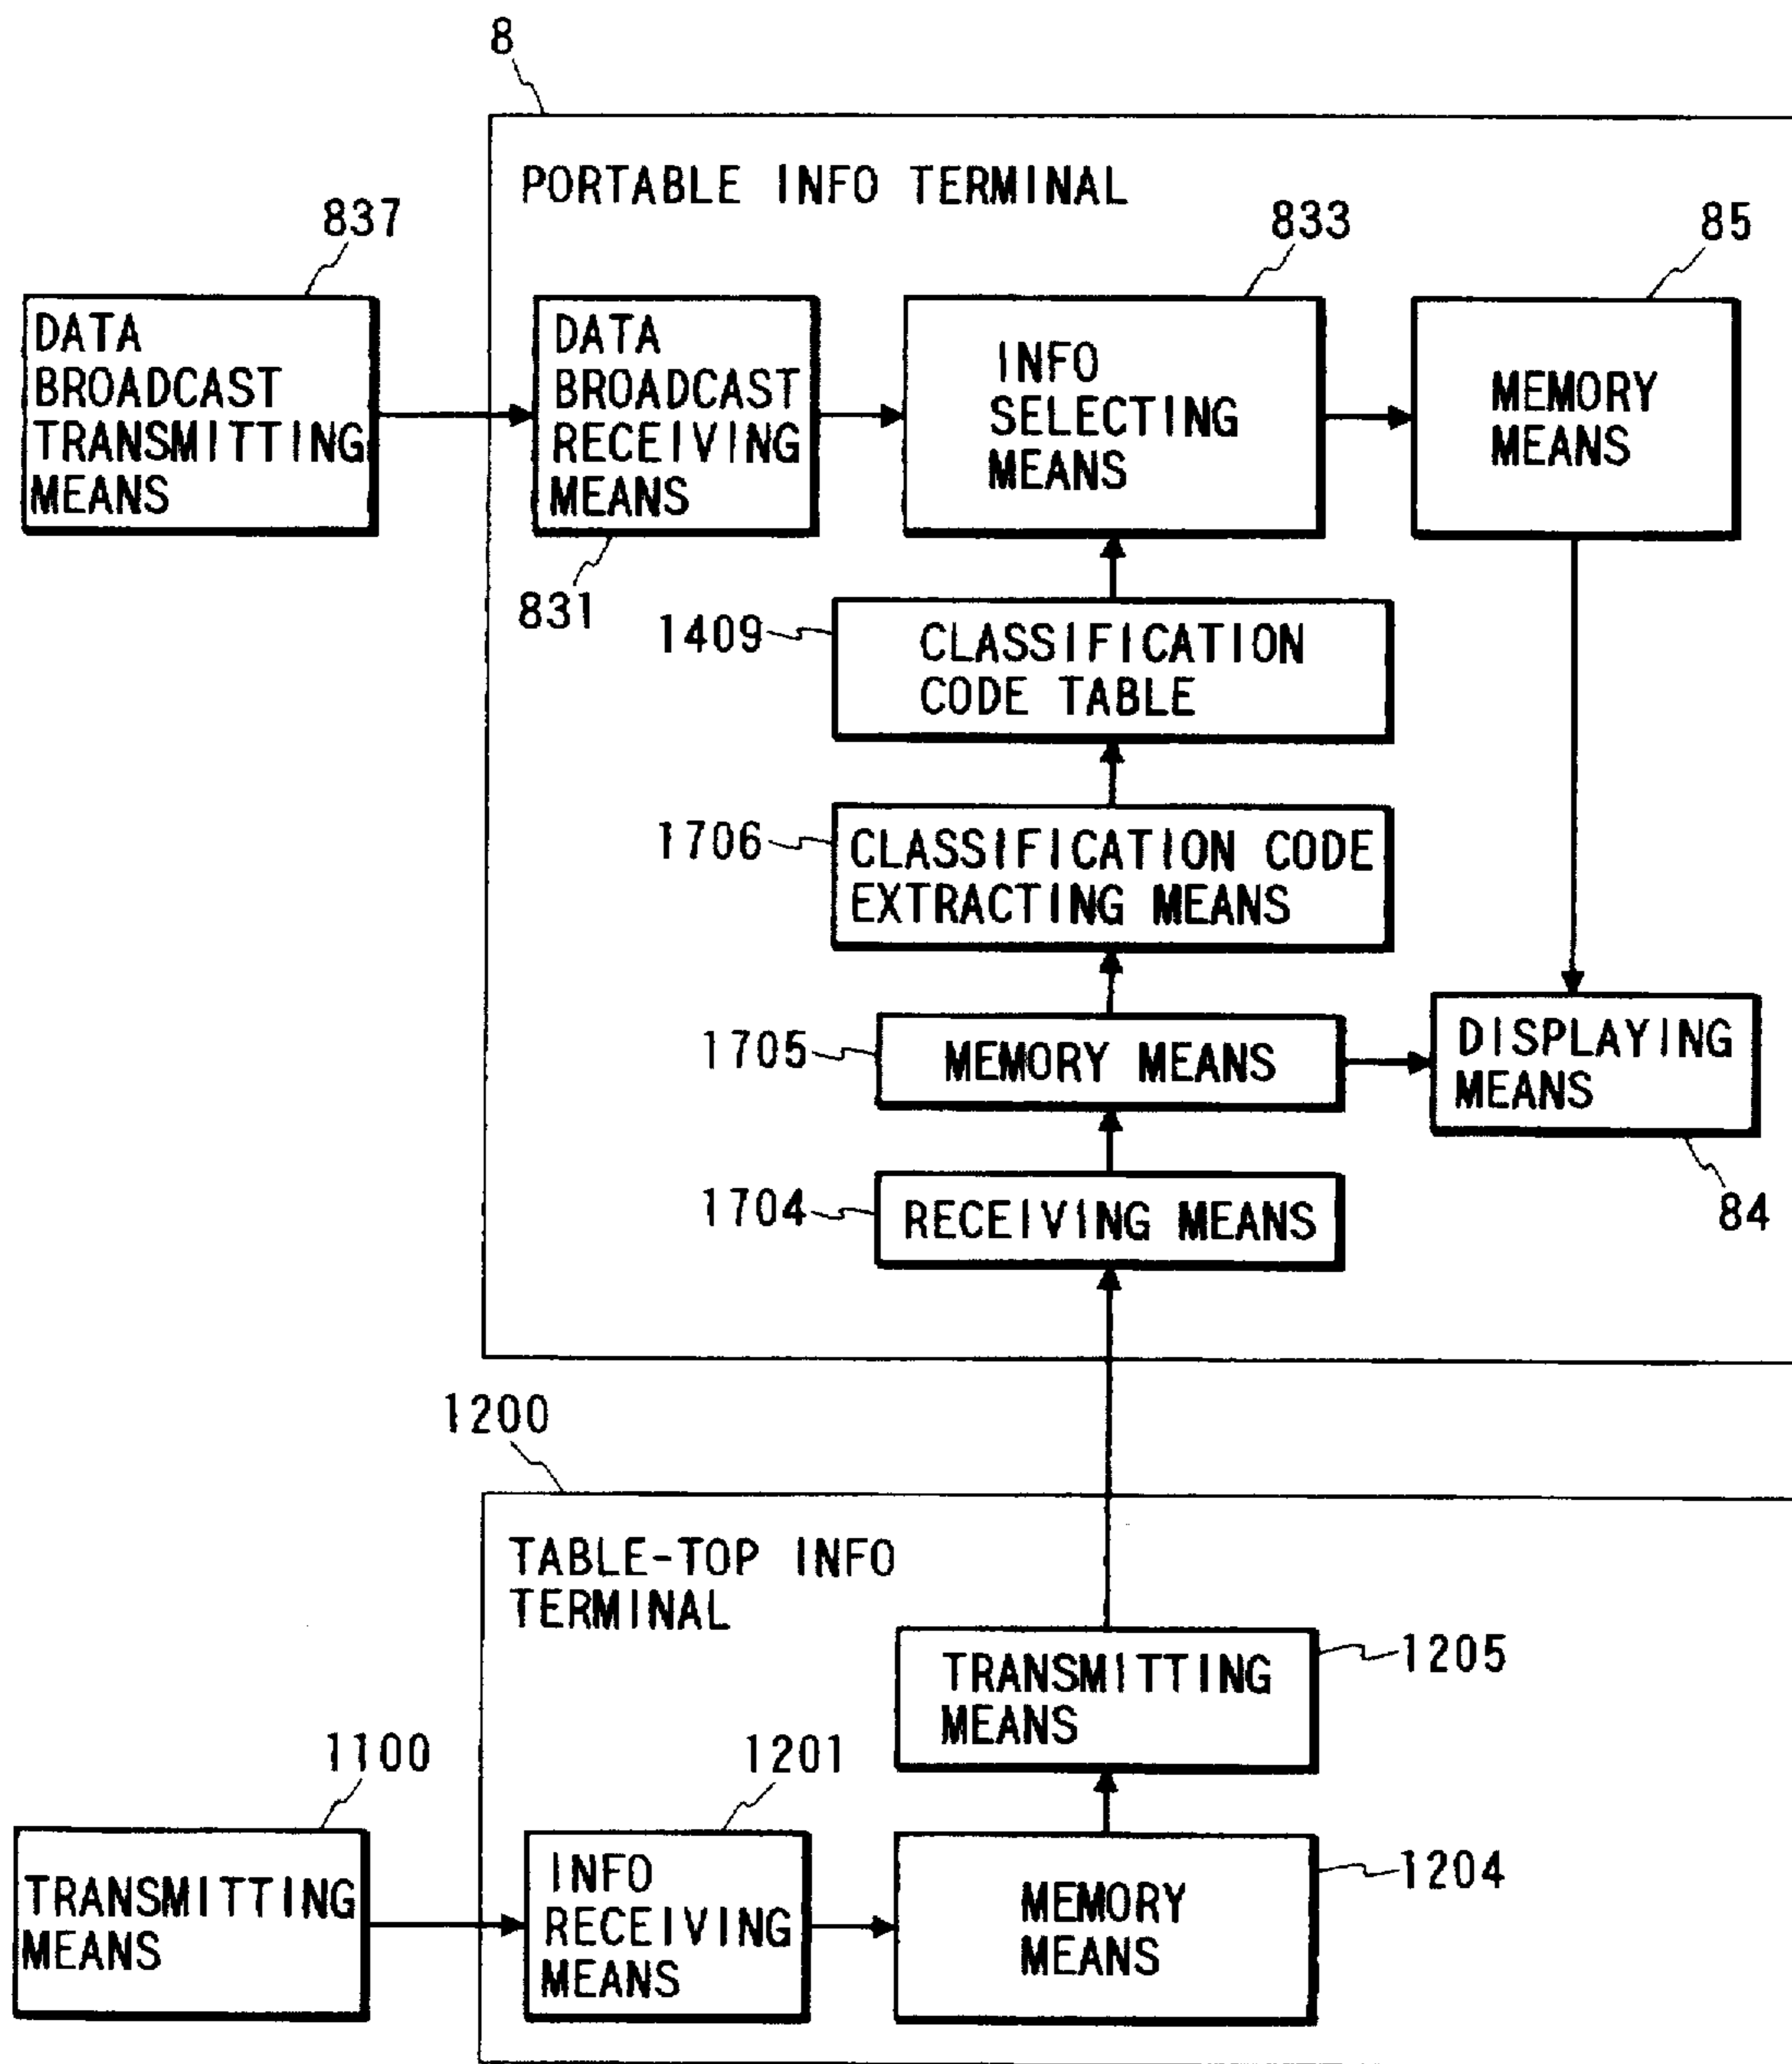 8
PORTABLE INFO TERMINAL
837
833
85
DATA
BROADCAST
TRANSMITTING
MEANS
DATA
BROADCAST
RECEIVING
MEANS
INFO
SELECTING
MEANS
MEMORY
MEANS
831
1409
CLASSIFICATION
CODE TABLE
1706
CLASSIFICATION CODE
EXTRACTING MEANS
1705
MEMORY MEANS
DISPLAYING
MEANS
1704
RECEIVING MEANS
84
1200
TABLE-TOP INFO
TERMINAL
TRANSMITTING
MEANS
1205
1100
1201
TRANSMITTING
MEANS
INFO
RECEIVING
MEANS
MEMORY
MEANS
1204